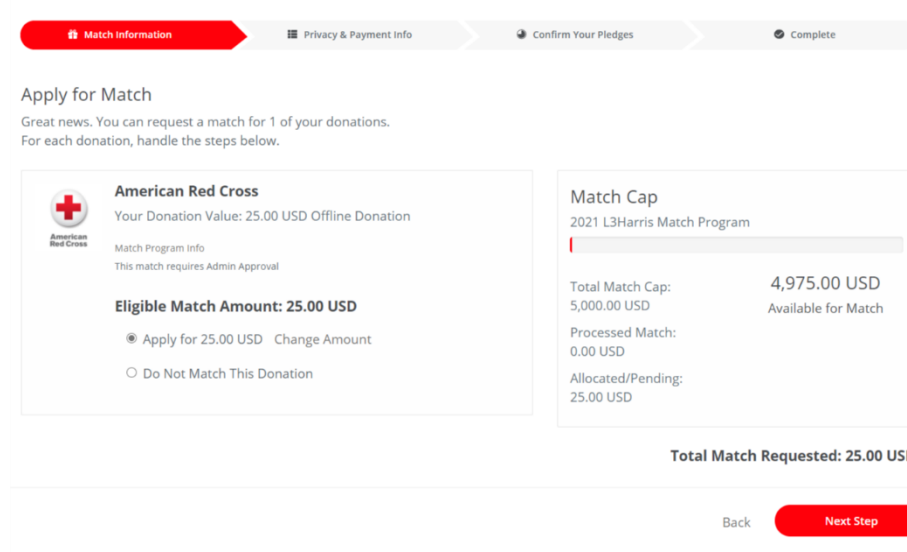 Match Information
Privacy & Payment Info
Confirm Your Pledges
Complete
Apply for Match
Great news. You can request a match for 1 of your donations.
For each donation, handle the steps below.
American
Red Cross
American Red Cross
Your Donation Value: 25.00 USD Offline Donation
Match Program Info
This match requires Admin Approval
Eligible Match Amount: 25.00 USD
Apply for 25.00 USD Change Amount
Do Not Match This Donation
Match Cap
2021 L3Harris Match Program
Total Match Cap:
5,000.00 USD
Processed Match:
0.00 USD
Allocated/Pending:
25.00 USD
4,975.00 USD
Available for Match
Total Match Requested: 25.00 US
Back
Next Step